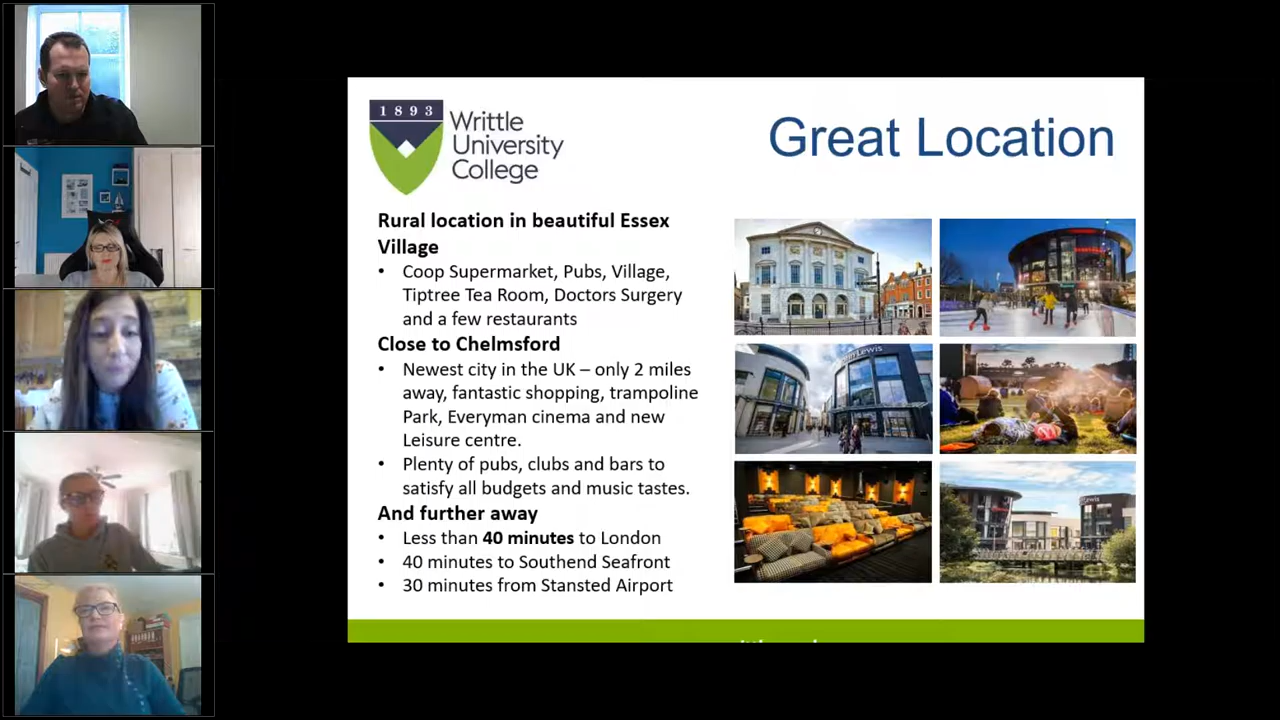 1893
Writtle
University
College
Great Location
Rural location in beautiful Essex
Village
• Coop Supermarket, Pubs, Village,
Tiptree Tea Room, Doctors Surgery
and a few restaurants
Close to Chelmsford
• Newest city in the UK – only 2 miles
away, fantastic shopping, trampoline
Park, Everyman cinema and new
Leisure centre.
• Plenty of pubs, clubs and bars to
satisfy all budgets and music tastes.
And further away
• Less than 40 minutes to London
• 40 minutes to Southend Seafront
• 30 minutes from Stansted Airport
Lewis